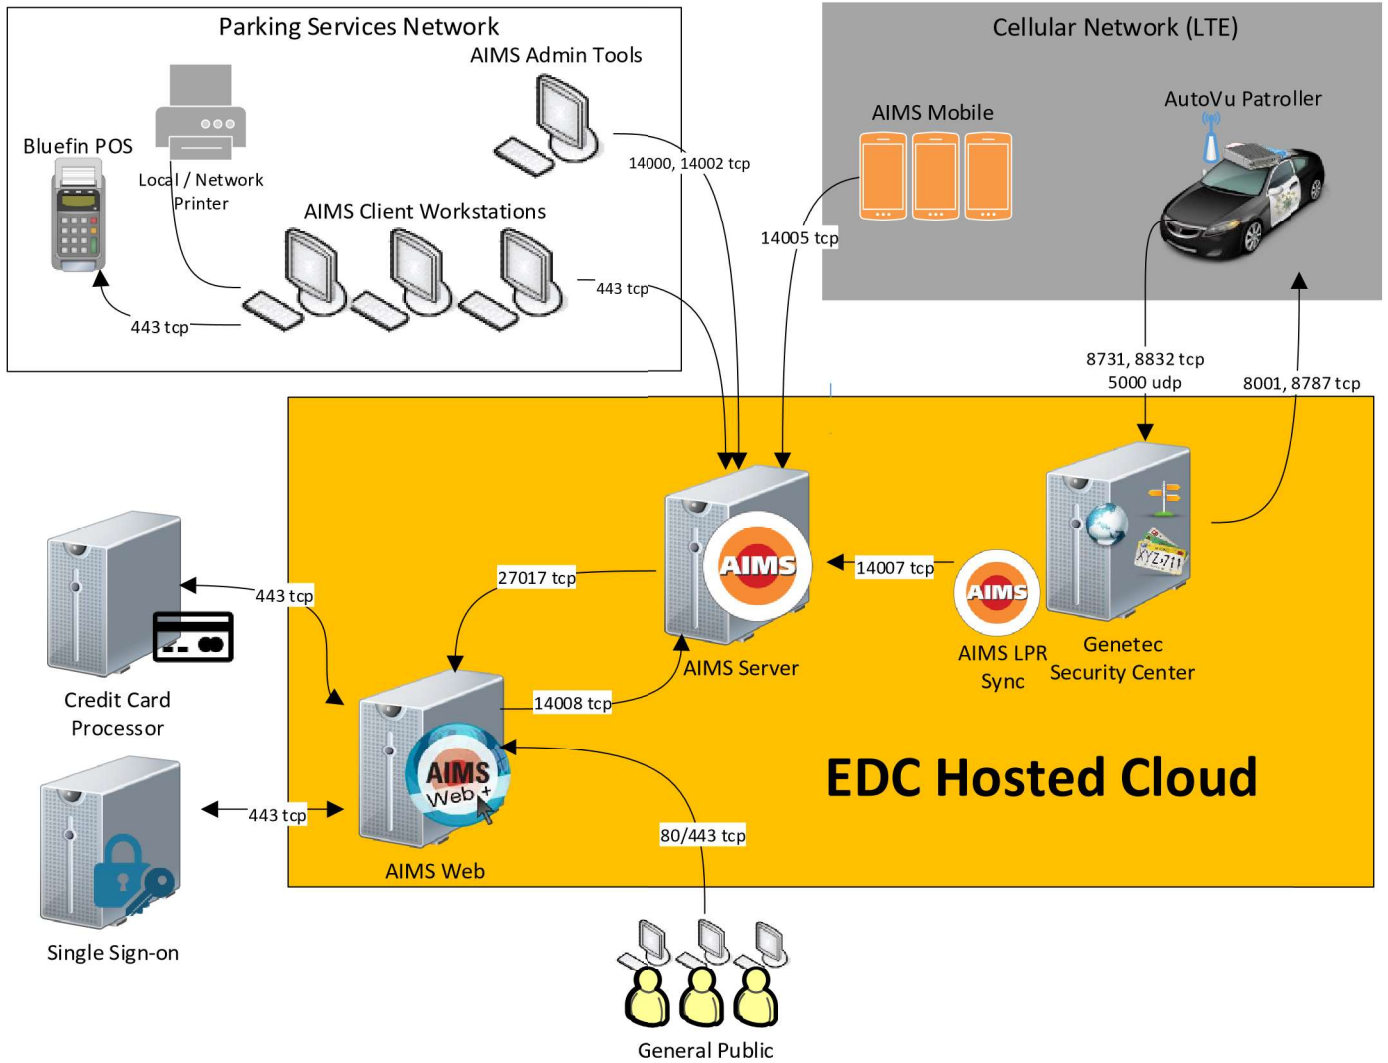 Parking Services Network
AIMS Admin Tools
Bluefin POS
Local / Network
Printer
AIMS Client Workstations
14000, 14002 tcp
443 tcp
443 tcp
Cellular Network (LTE)
AIMS Mobile
AutoVu Patroller
14005 tcp
8731, 8832 tcp
5000 udp
8001, 8787 tcp
AIMS
AIMS Server
14007 tcp
AIMS
AIMS LPR
Sync
XYZ·711
Genetec
Security Center
27017 tcp
14008 tcp
443 tcp
Credit Card
Processor
443 tcp
Single Sign-on
AIMS
Web +
AIMS Web
EDC Hosted Cloud
80/443 tcp
General Public